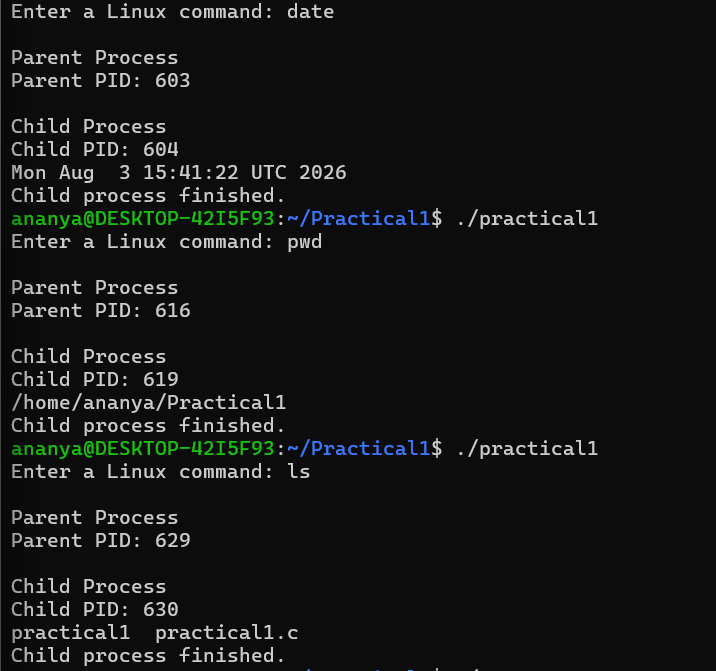 Enter a Linux command: date
Parent Process
Parent PID: 603
Child Process
Child PID: 604
Mon Aug  3 15:41:22 UTC 2026
Child process finished.
ananya@DESKTOP-42I5F93:~/Practical1$ ./practical1
Enter a Linux command: pwd
Parent Process
Parent PID: 616
Child Process
Child PID: 619
/home/ananya/Practical1
Child process finished.
ananya@DESKTOP-42I5F93:~/Practical1$ ./practical1
Enter a Linux command: ls
Parent Process
Parent PID: 629
Child Process
Child PID: 630
practical1  practical1.c
Child process finished.